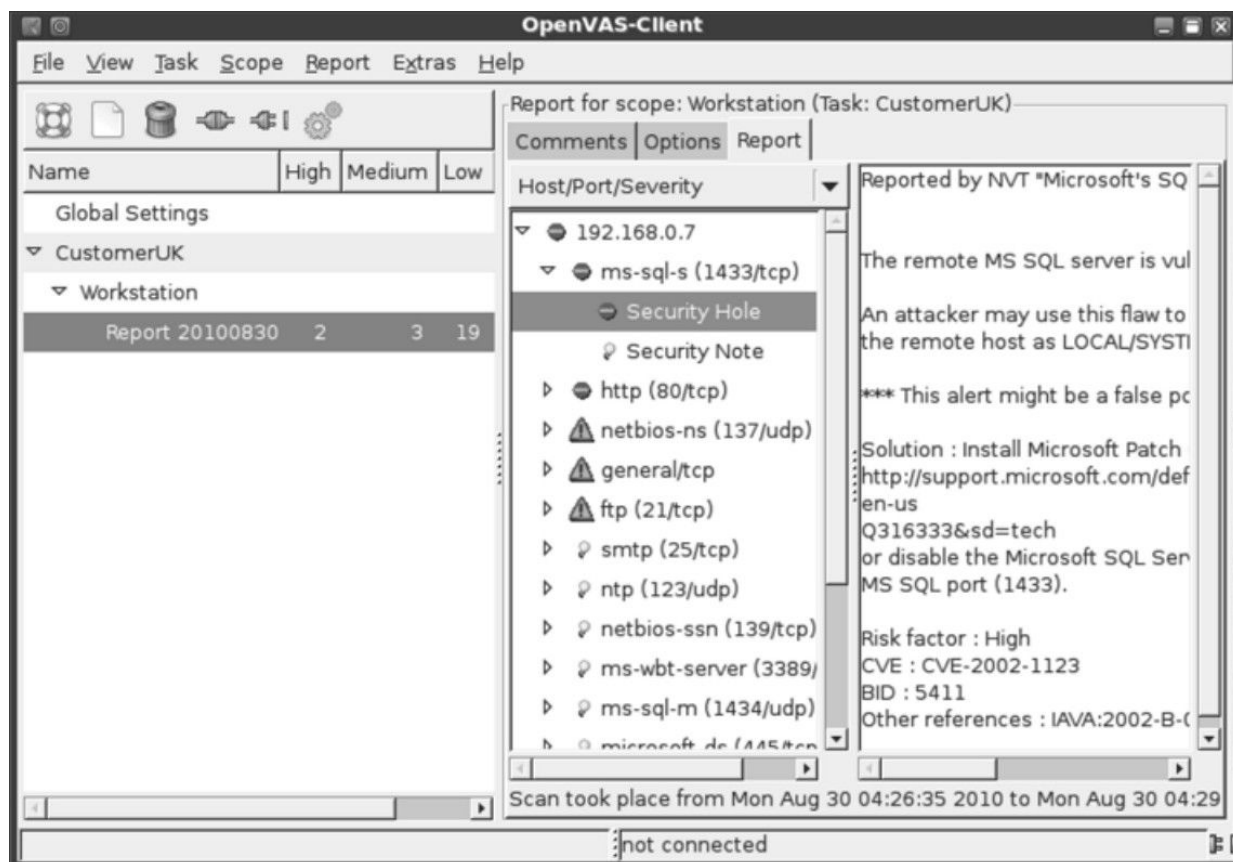 OpenVAS-Client
File View Task Scope Report Extras Help
Name High Medium Low
Global Settings
CustomerUK
Workstation
Report 20100830 2 3 19
Report for scope: Workstation (Task: CustomerUK)
Comments Options Report
Host/Port/Severity
192.168.0.7
ms-sql-s (1433/tcp)
Security Hole
Security Note
http (80/tcp)
netbios-ns (137/udp)
general/tcp
ftp (21/tcp)
smtp (25/tcp)
ntp (123/udp)
netbios-ssn (139/tcp)
ms-wbt-server (3389/
ms-sql-m (1434/udp)
microsoft-ds (445/tcp
Reported by NVT "Microsoft's SQ
The remote MS SQL server is vul
An attacker may use this flaw to
the remote host as LOCAL/SYSTE
*** This alert might be a false po
Solution : Install Microsoft Patch
http://support.microsoft.com/def
en-us
Q316333&sd=tech
or disable the Microsoft SQL Ser
MS SQL port (1433).
Risk factor : High
CVE : CVE-2002-1123
BID : 5411
Other references : IAVA:2002-B-0
Scan took place from Mon Aug 30 04:26:35 2010 to Mon Aug 30 04:29
not connected